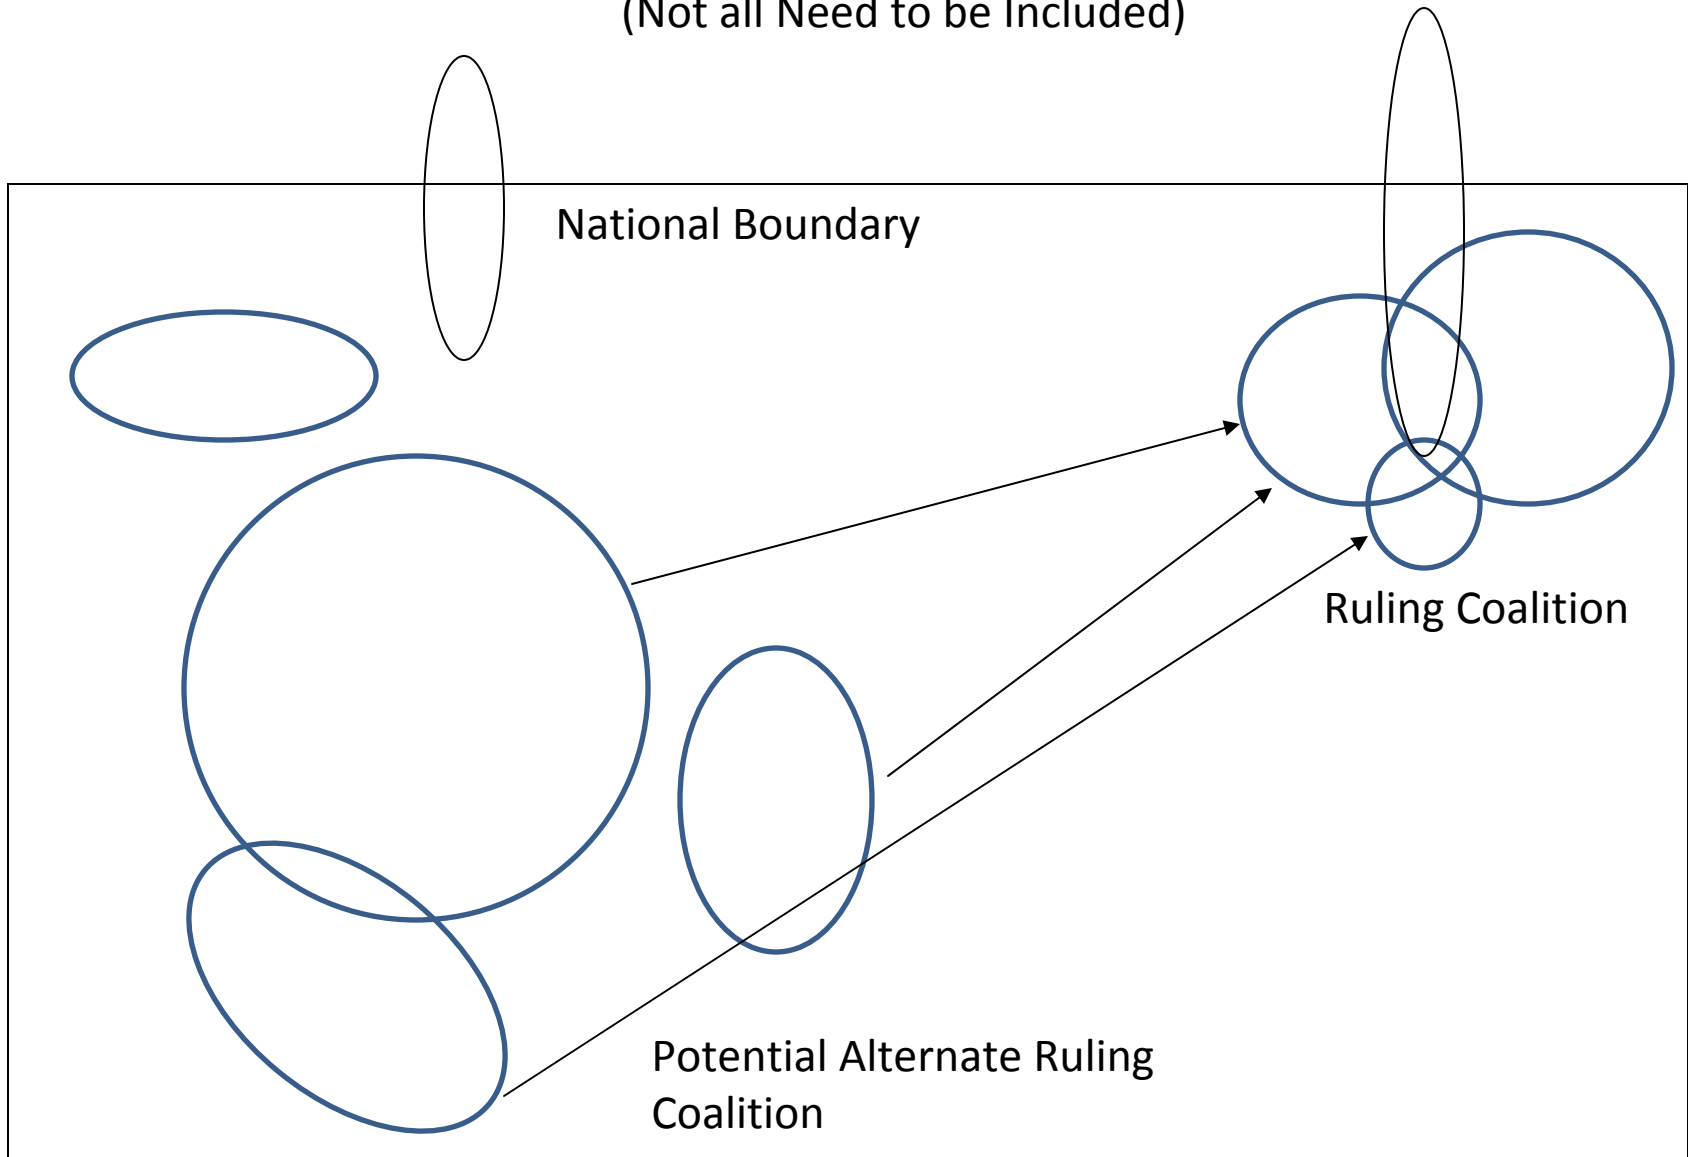 (Not all Need to be Included)
National Boundary
Ruling Coalition
Potential Alternate Ruling
Coalition